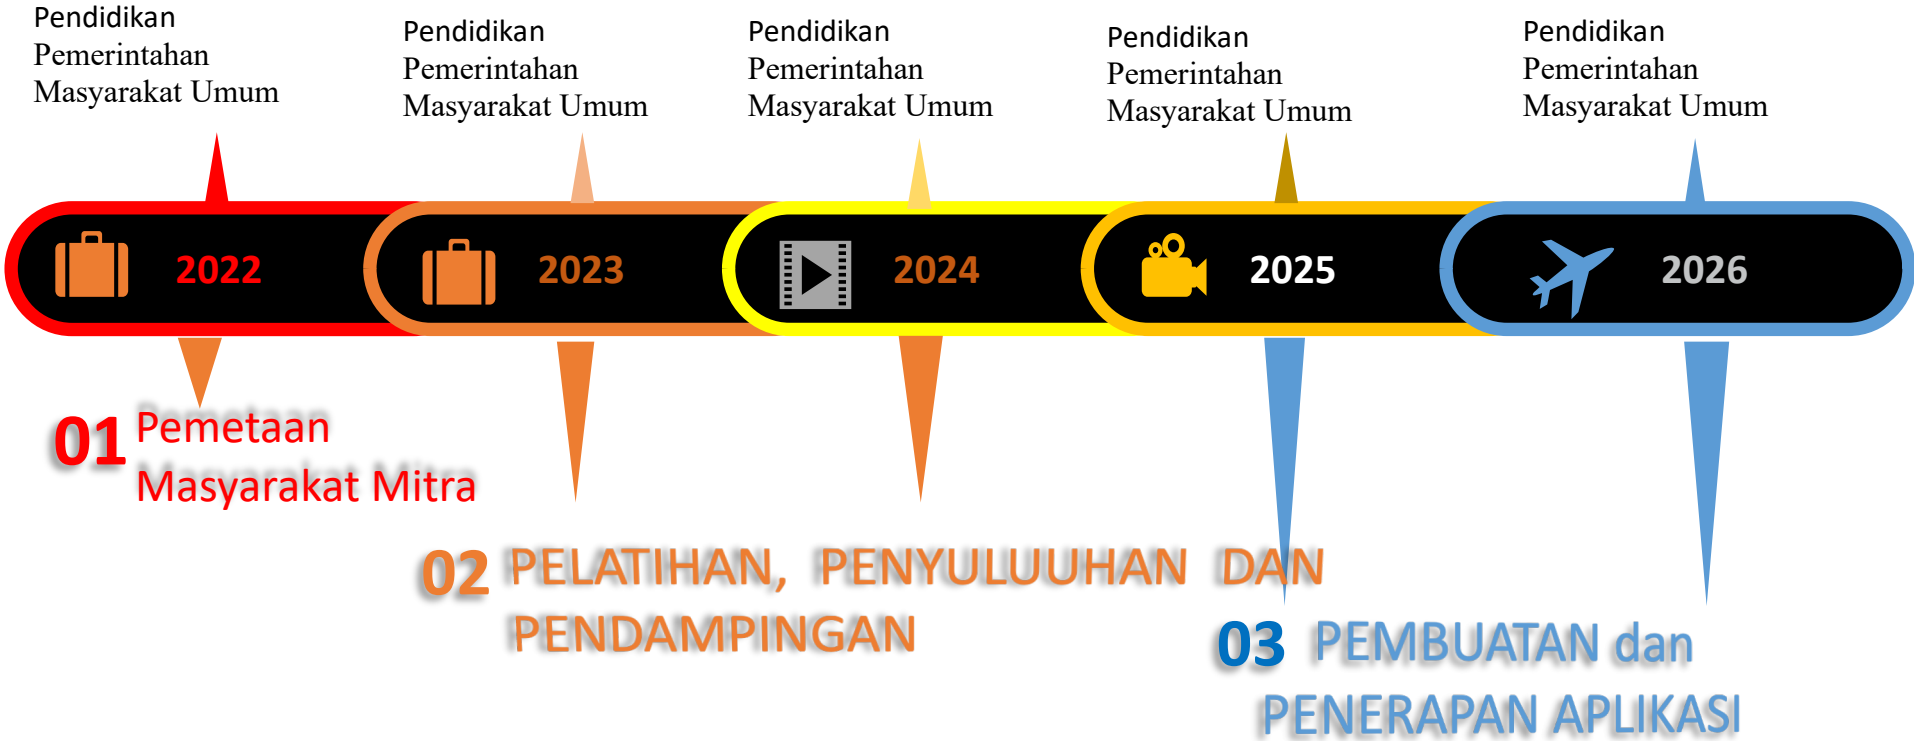 Pendidikan
Pemerintahan
Masyarakat Umum
Pendidikan
Pemerintahan
Masyarakat Umum
Pendidikan
Pemerintahan
Masyarakat Umum
Pendidikan
Pemerintahan
Masyarakat Umum
Pendidikan
Pemerintahan
Masyarakat Umum
2022
2023
2024
2025
2026
01 Pemetaan
Masyarakat Mitra
02 PELATIHAN, PENYULUUHAN DAN
PENDAMPINGAN
03 PEMBUATAN dan
PENERAPAN APLIKASI